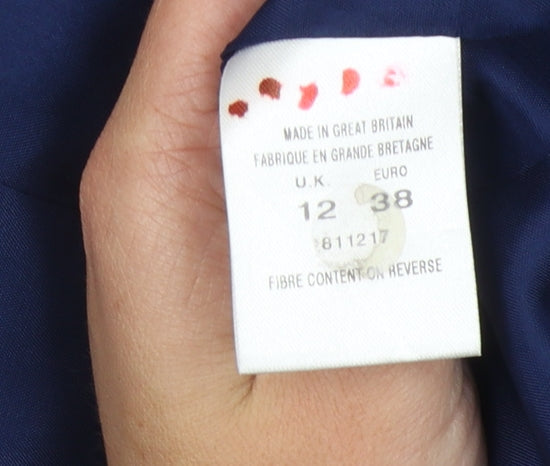 MADE IN GREAT BRITAIN
FABRIQUE EN GRANDE BRETAGNE
U.K. EURO
12 38
811217
FIBRE CONTENT ON REVERSE